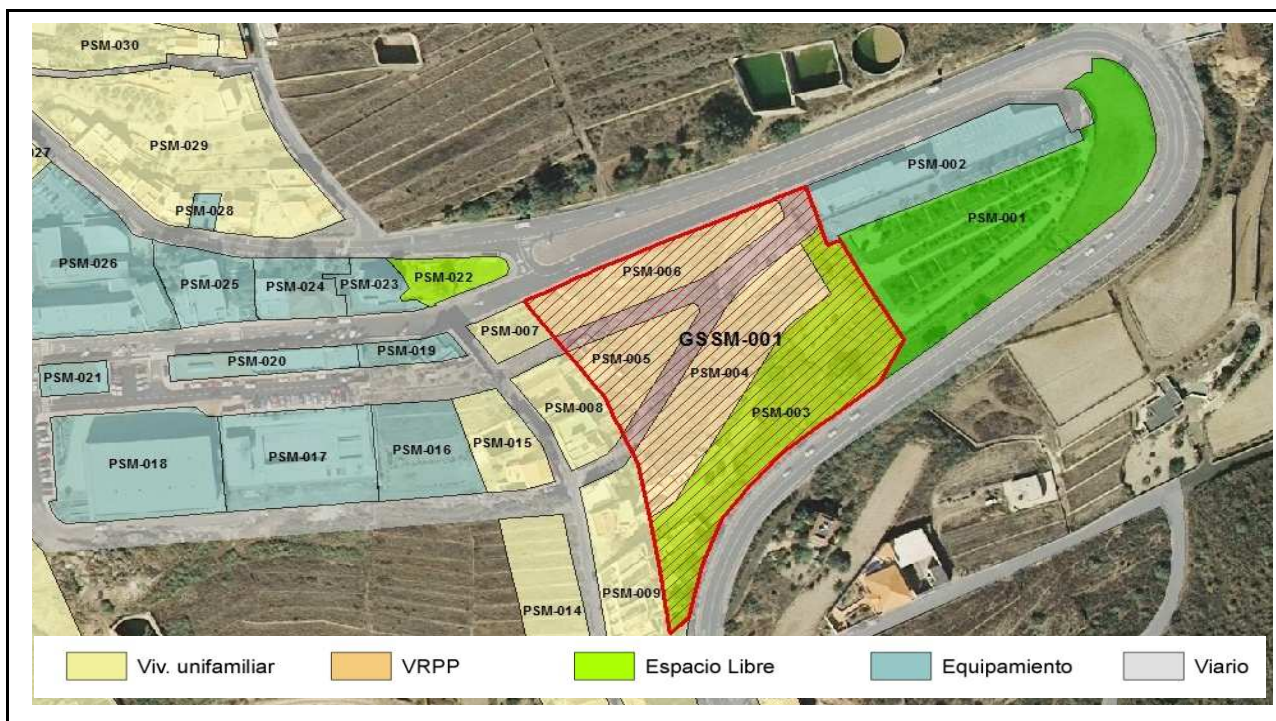 PSM-030
PSM-029
027
PSM-028
PSM-002
PSM-001
PSM-026
PSM-025
PSM-024
PSM-023
PSM-022
PSM-006
PSM-007
GSSM-001
PSM-005
PSM-004
PSM-019
PSM-020
PSM-021
PSM-008
PSM-003
PSM-015
PSM-016
PSM-017
PSM-018
PSM-009
PSM-014
Viv. unifamiliar
VRPP
Espacio Libre
Equipamiento
Viario